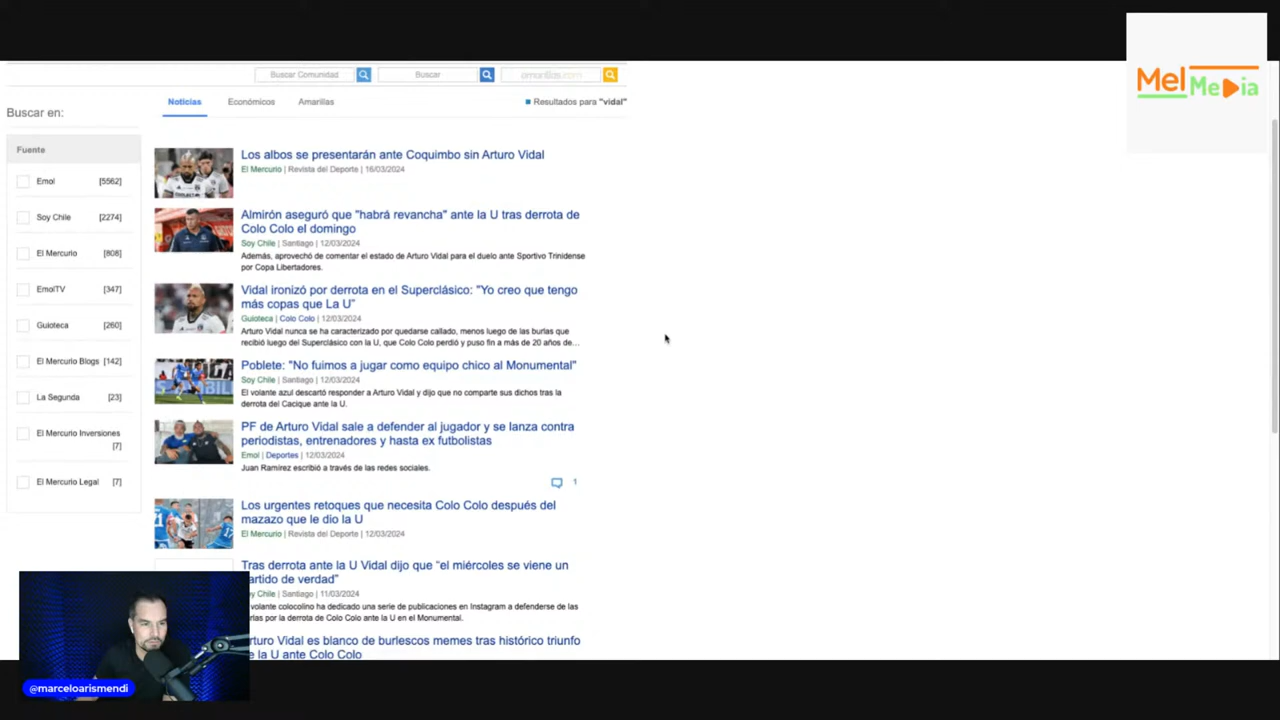 Mel
Media
Buscar Comunidad
Buscar
amarillas.com
Buscar en:
Noticias
Económicos
Amarillas
Resultados para "vidal"
Fuente
Emol [5562]
Soy Chile [2274]
El Mercurio [808]
EmolTV [347]
Guioteca [260]
El Mercurio Blogs [142]
La Segunda [23]
El Mercurio Inversiones
[7]
El Mercurio Legal [7]
Los albos se presentarán ante Coquimbo sin Arturo Vidal
El Mercurio | Revista del Deporte | 16/03/2024
Almirón aseguró que "habrá revancha" ante la U tras derrota de
Colo Colo el domingo
Soy Chile | Santiago | 12/03/2024
Además, aprovechó de comentar el estado de Arturo Vidal para el duelo ante Sportivo Trinidense
por Copa Libertadores.
Vidal ironizó por derrota en el Superclásico: "Yo creo que tengo
más copas que La U"
Guioteca | Colo Colo | 12/03/2024
Arturo Vidal nunca se ha caracterizado por quedarse callado, menos luego de las burlas que
recibió luego del Superclásico con la U, que Colo Colo perdió y puso fin a más de 20 años de...
Poblete: "No fuimos a jugar como equipo chico al Monumental"
Soy Chile | Santiago | 12/03/2024
El volante azul descartó responder a Arturo Vidal y dijo que no comparte sus dichos tras la
derrota del Cacique ante la U.
PF de Arturo Vidal sale a defender al jugador y se lanza contra
periodistas, entrenadores y hasta ex futbolistas
Emol | Deportes | 12/03/2024
Juan Ramírez escribió a través de las redes sociales.
1
Los urgentes retoques que necesita Colo Colo después del
mazazo que le dio la U
El Mercurio | Revista del Deporte | 12/03/2024
Tras derrota ante la U Vidal dijo que "el miércoles se viene un
artido de verdad"
oy Chile | Santiago | 11/03/2024
volante colocolino ha dedicado una serie de publicaciones en Instagram a defenderse de las
rlas por la derrota de Colo Colo ante la U en el Monumental.
rturo Vidal es blanco de burlescos memes tras histórico triunfo
e la U ante Colo Colo
@marceloarismendi